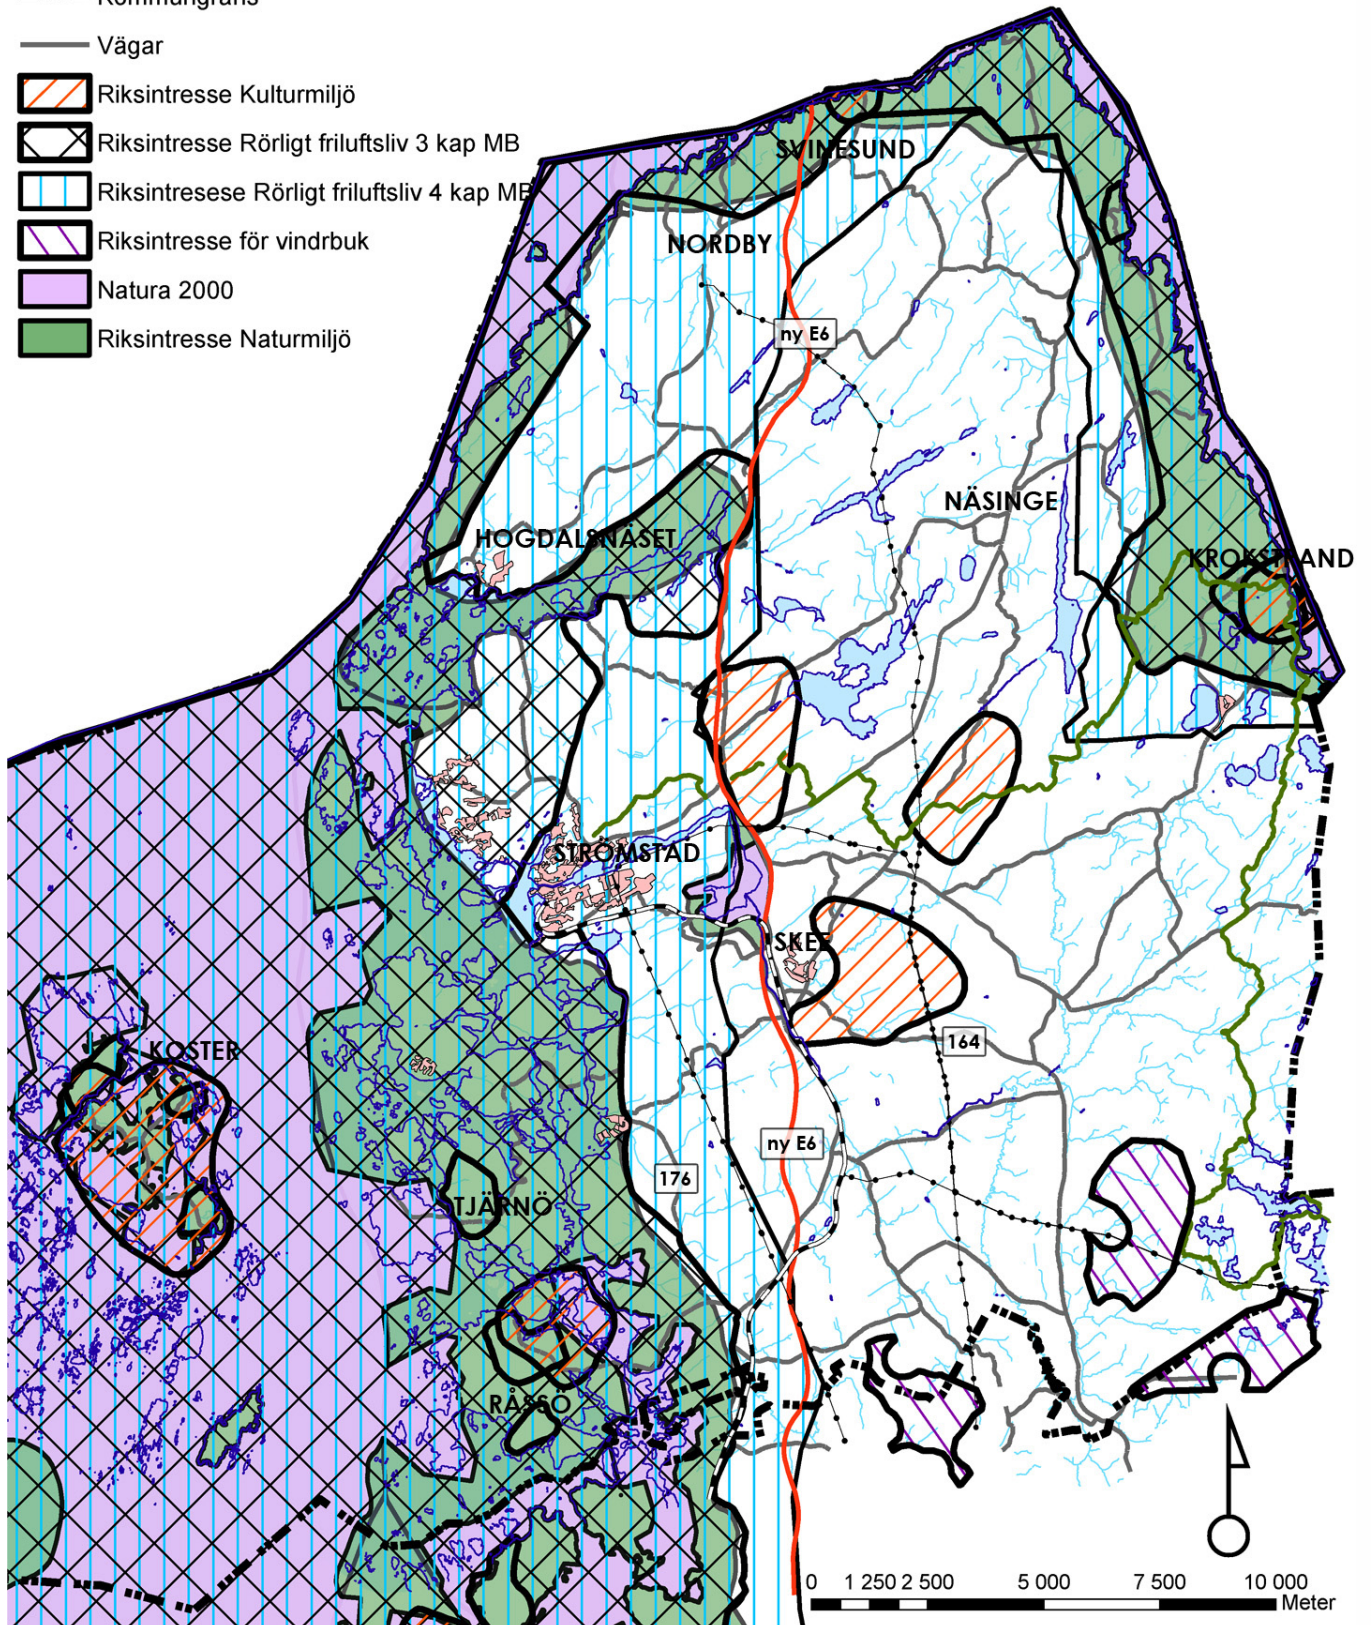 Kommungräns
Vägar
Riksintresse Kulturmiljö
Riksintresse Rörligt friluftsliv 3 kap MB
Riksintresese Rörligt friluftsliv 4 kap MB
Riksintresse för vindrbuk
Natura 2000
Riksintresse Naturmiljö
SVINESUND
NORDBY
ny E6
NÄSINGE
HOGDALSNÄSET
KROKSTRAND
STRÖMSTAD
SKEE
164
KOSTER
ny E6
176
TJÄRNÖ
RÅSSÖ
0 1 250 2 500 5 000 7 500 10 000
Meter